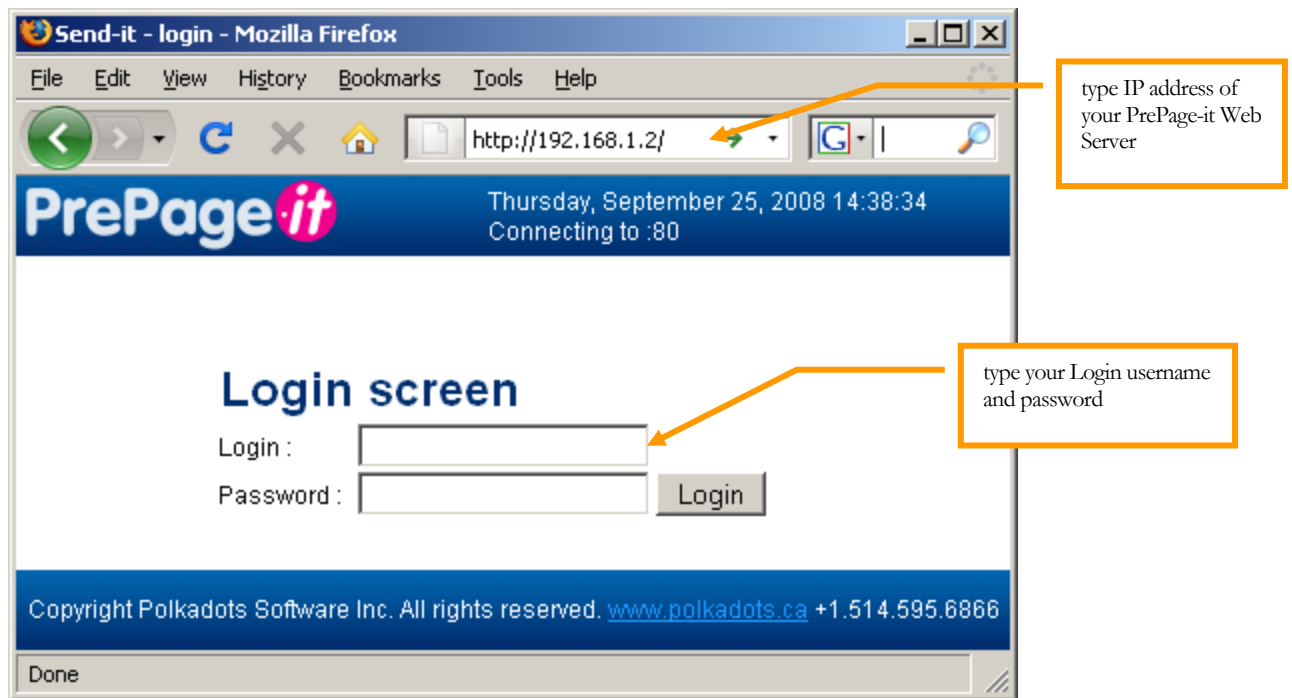 Send-it - login - Mozilla Firefox
File Edit View History Bookmarks Tools Help
http://192.168.1.2/ G
type IP address of
your PrePage-it Web
Server
PrePage·it
Thursday, September 25, 2008 14:38:34
Connecting to :80
Login screen
Login :
type your Login username
and password
Password : Login
Copyright Polkadots Software Inc. All rights reserved. www.polkadots.ca +1.514.595.6866
Done